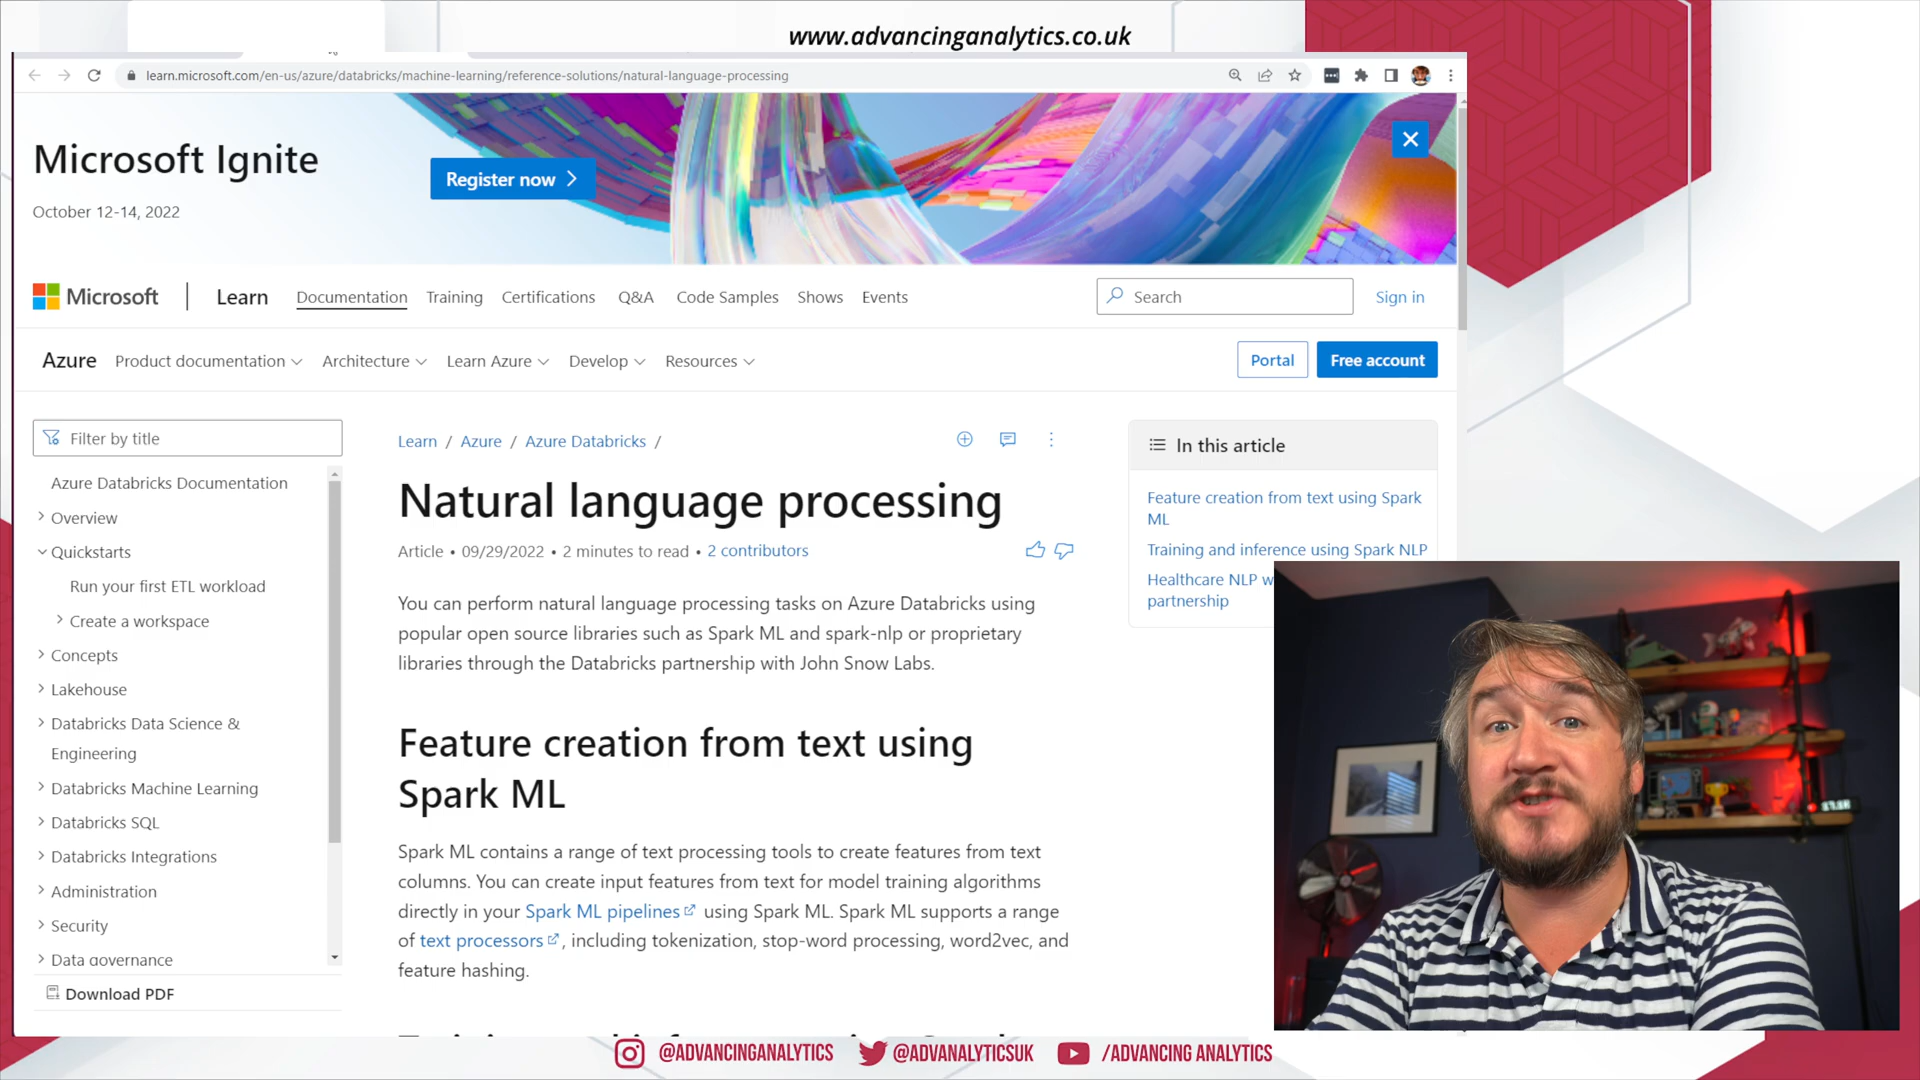 www.advancinganalytics.co.uk
learn.microsoft.com/en-us/azure/databricks/machine-learning/reference-solutions/natural-language-processing
Microsoft Ignite
Register now
October 12-14, 2022
Microsoft
Learn
Documentation
Training
Certifications
Q&A
Code Samples
Shows
Events
Search
Sign in
Azure
Product documentation
Architecture
Learn Azure
Develop
Resources
Portal
Free account
Filter by title
Azure Databricks Documentation
Overview
Quickstarts
Run your first ETL workload
Create a workspace
Concepts
Lakehouse
Databricks Data Science &
Engineering
Databricks Machine Learning
Databricks SQL
Databricks Integrations
Administration
Security
Data governance
Download PDF
Learn / Azure / Azure Databricks /
Natural language processing
Article • 09/29/2022 • 2 minutes to read • 2 contributors
You can perform natural language processing tasks on Azure Databricks using
popular open source libraries such as Spark ML and spark-nlp or proprietary
libraries through the Databricks partnership with John Snow Labs.
Feature creation from text using
Spark ML
Spark ML contains a range of text processing tools to create features from text
columns. You can create input features from text for model training algorithms
directly in your Spark ML pipelines using Spark ML. Spark ML supports a range
of text processors, including tokenization, stop-word processing, word2vec, and
feature hashing.
In this article
Feature creation from text using Spark
ML
Training and inference using Spark NLP
Healthcare NLP w
partnership
@ADVANCINGANALYTICS
@ADVANALYTICSUK
/ADVANCING ANALYTICS